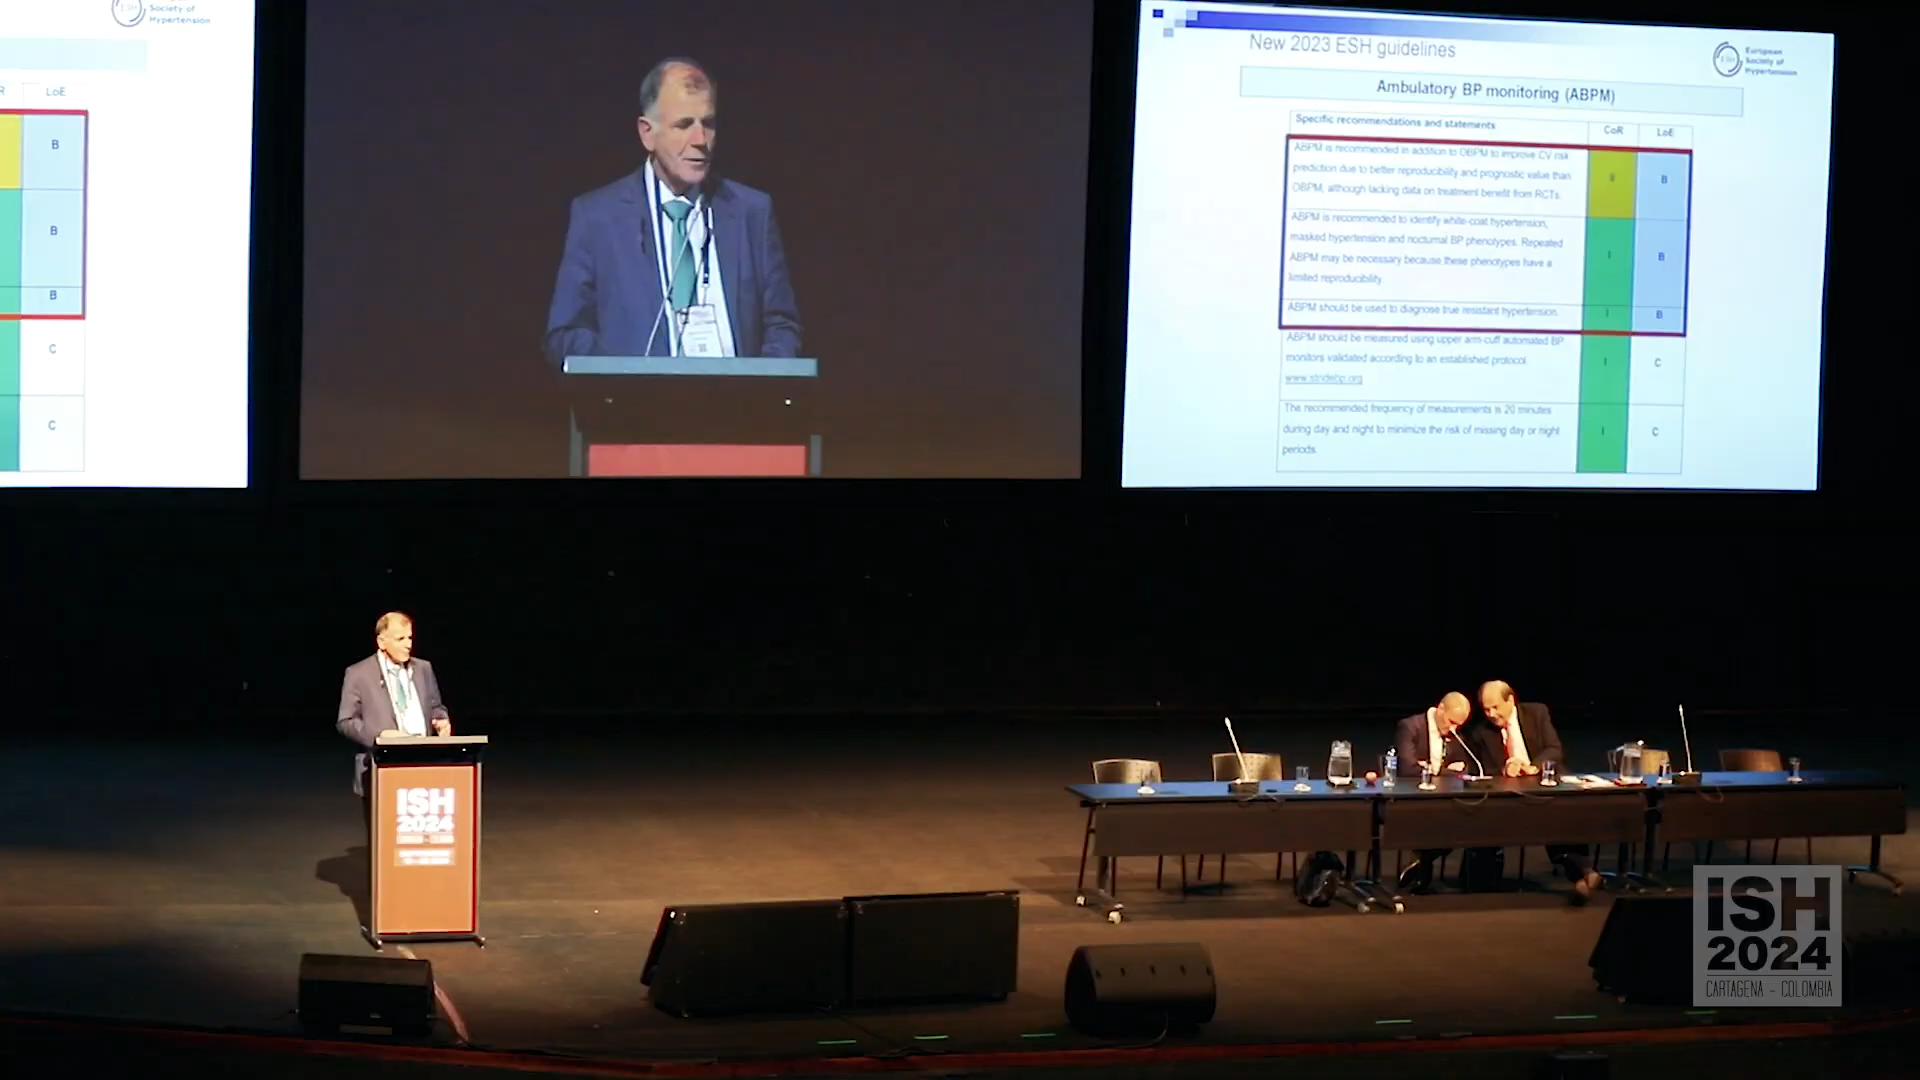 Society of
Hypertension
LoE
B
B
B
C
C
New 2023 ESH guidelines
European
Society of
Hypertension
Ambulatory BP monitoring (ABPM)
Specific recommendations and statements CoR LoE
ABPM is recommended in addition to OBPM to improve CV risk
prediction due to better reproducibility and prognostic value than
OBPM, although lacking data on treatment benefit from RCTs.
II B
ABPM is recommended to identify white-coat hypertension,
masked hypertension and nocturnal BP phenotypes. Repeated
ABPM may be necessary because these phenotypes have a
limited reproducibility.
I B
ABPM should be used to diagnose true resistant hypertension. I B
ABPM should be measured using upper arm-cuff automated BP
monitors validated according to an established protocol
www.stridebp.org
I C
The recommended frequency of measurements is 20 minutes
during day and night to minimize the risk of missing day or night
periods.
I C
ISH
2024
ISH
2024
CARTAGENA - COLOMBIA